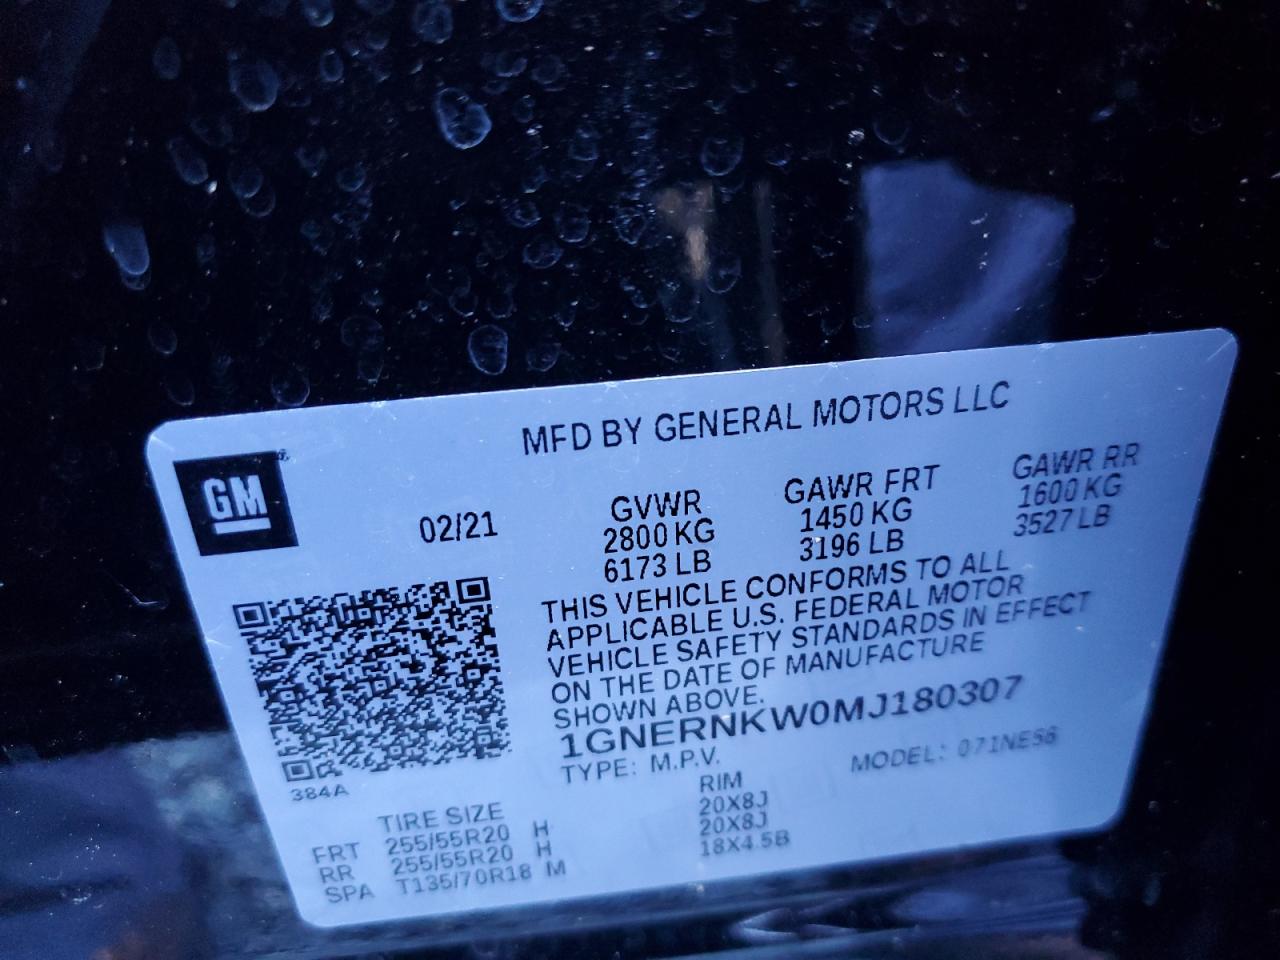 MFD BY GENERAL MOTORS LLC
GM
02/21
GVWR
2800 KG
6173 LB
GAWR FRT
1450 KG
3196 LB
GAWR RR
1600 KG
3527 LB
THIS VEHICLE CONFORMS TO ALL
APPLICABLE U.S. FEDERAL MOTOR
VEHICLE SAFETY STANDARDS IN EFFECT
ON THE DATE OF MANUFACTURE
SHOWN ABOVE.
1GNERNKW0MJ180307
TYPE: M.P.V. MODEL: 071NE56
384A
TIRE SIZE RIM
FRT 255/55R20 H 20X8J
RR 255/55R20 H 20X8J
SPA T135/70R18 M 18X4.5B